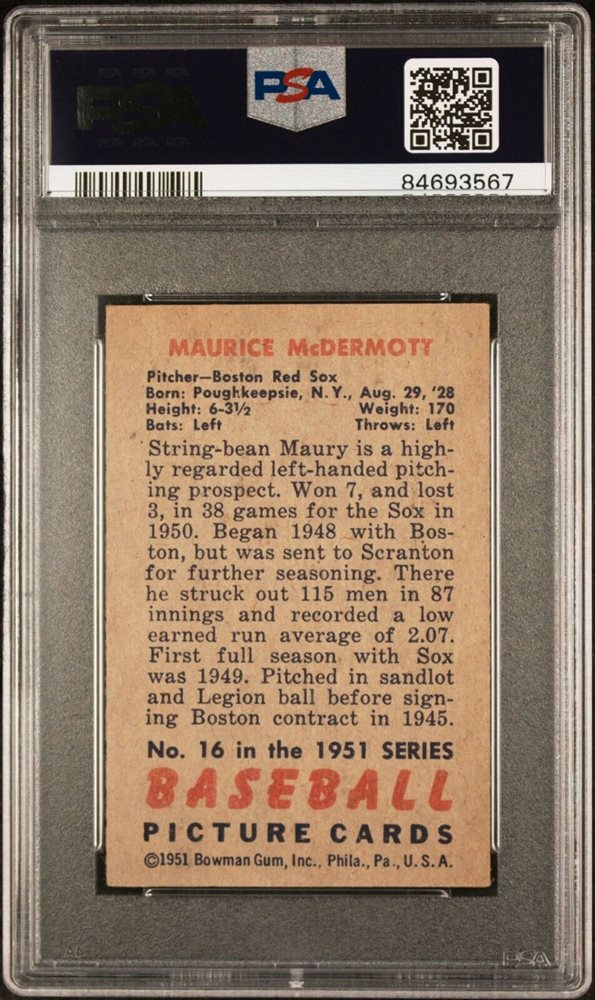 PSA
PSA
84693567
MAURICE McDERMOTT
Pitcher—Boston Red Sox
Born: Poughkeepsie, N.Y., Aug. 29, '28
Height: 6-3½ Weight: 170
Bats: Left Throws: Left
String-bean Maury is a high-
ly regarded left-handed pitch-
ing prospect. Won 7, and lost
3, in 38 games for the Sox in
1950. Began 1948 with Bos-
ton, but was sent to Scranton
for further seasoning. There
he struck out 115 men in 87
innings and recorded a low
earned run average of 2.07.
First full season with Sox
was 1949. Pitched in sandlot
and Legion ball before sign-
ing Boston contract in 1945.
No. 16 in the 1951 SERIES
BASEBALL
PICTURE CARDS
©1951 Bowman Gum, Inc., Phila., Pa., U.S.A.
PSA